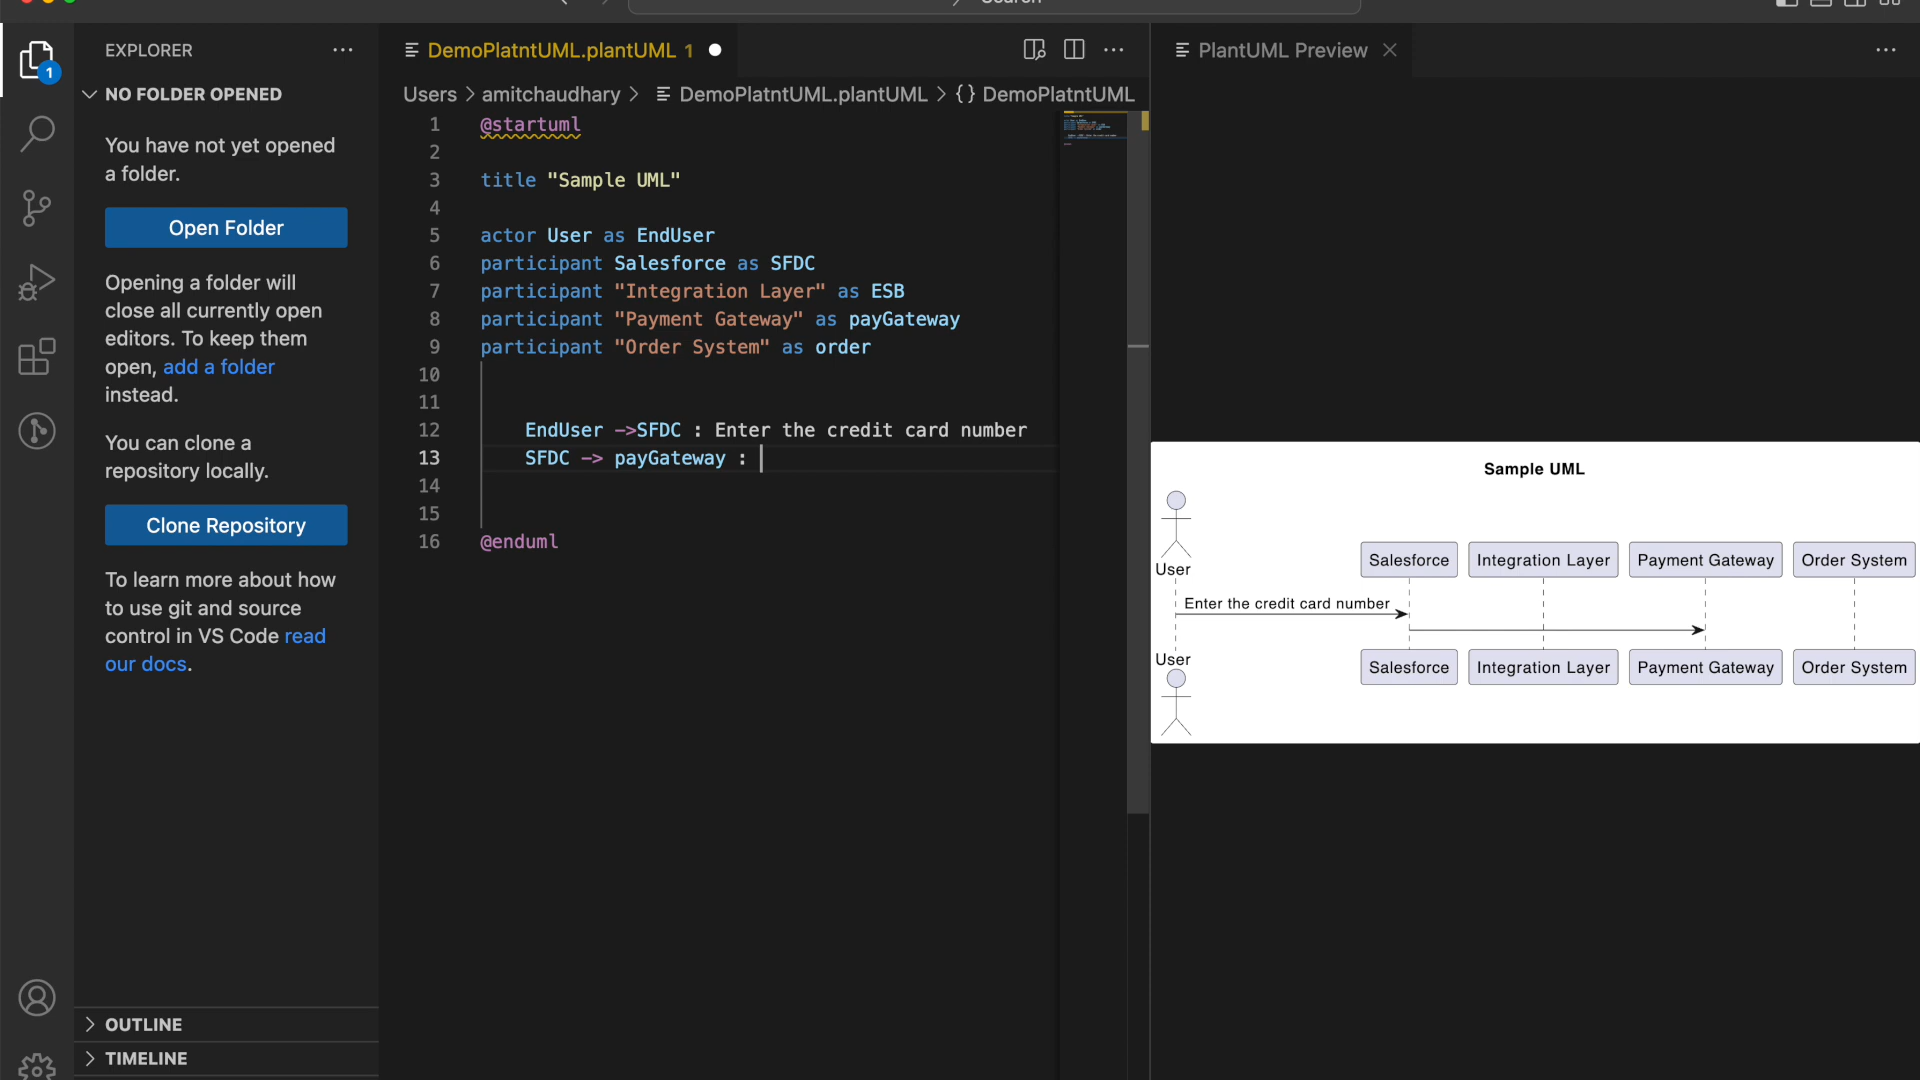 Search
EXPLORER
NO FOLDER OPENED
You have not yet opened
a folder.
Open Folder
Opening a folder will
close all currently open
editors. To keep them
open, add a folder
instead.
You can clone a
repository locally.
Clone Repository
To learn more about how
to use git and source
control in VS Code read
our docs.
OUTLINE
TIMELINE
1
DemoPlatntUML.plantUML 1
Users > amitchaudhary > DemoPlatntUML.plantUML > {} DemoPlatntUML
1 @startuml
2
3 title "Sample UML"
4
5 actor User as EndUser
6 participant Salesforce as SFDC
7 participant "Integration Layer" as ESB
8 participant "Payment Gateway" as payGateway
9 participant "Order System" as order
10
11
12 EndUser ->SFDC : Enter the credit card number
13 SFDC -> payGateway :
14
15
16 @enduml
PlantUML Preview
Sample UML
User
Salesforce Integration Layer Payment Gateway Order System
Enter the credit card number
User
Salesforce Integration Layer Payment Gateway Order System